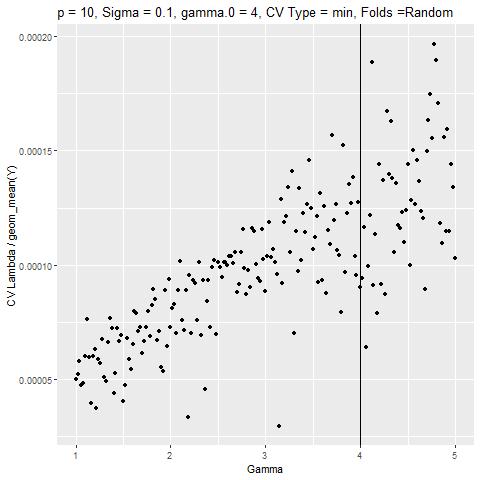 p = 10, Sigma = 0.1, gamma.0 = 4, CV Type = min, Folds =Random
0.00020
0.00015
0.00010
0.00005
CV Lambda / geom_mean(Y)
1 2 3 4 5
Gamma